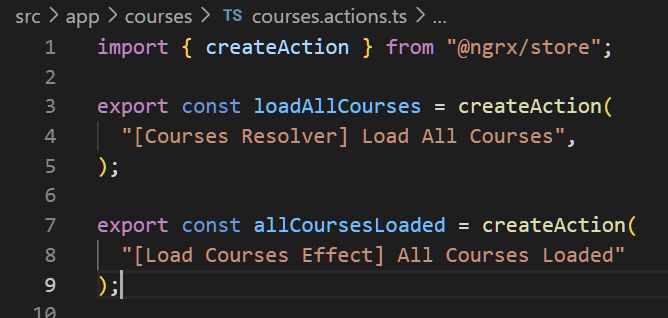 src > app > courses > TS courses.actions.ts > ...
1 import { createAction } from "@ngrx/store";
2
3 export const loadAllCourses = createAction(
4   "[Courses Resolver] Load All Courses",
5 );
6
7 export const allCoursesLoaded = createAction(
8   "[Load Courses Effect] All Courses Loaded"
9 );
10